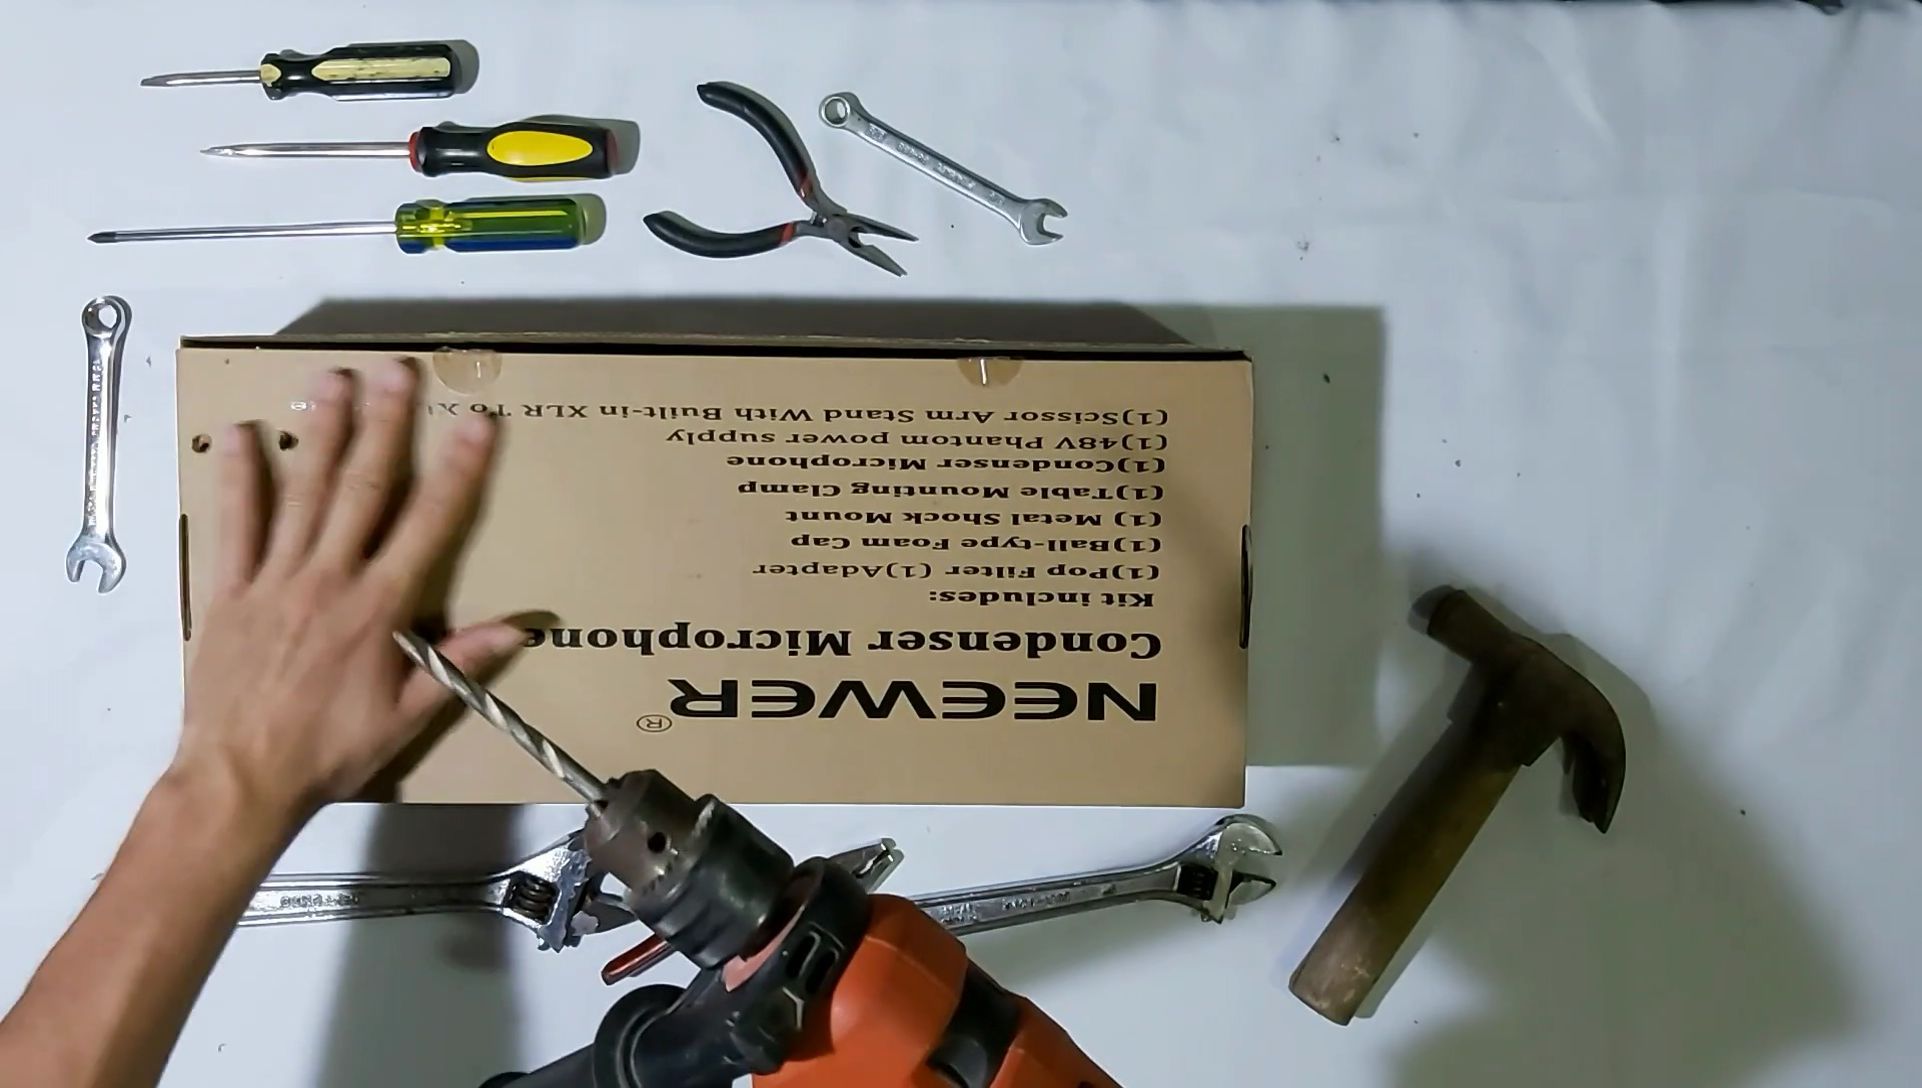 NEEWER®
Condenser Microphone
Kit includes:
(1)Pop Filter (1)Adapter
(1)Ball-type Foam Cap
(1) Metal Shock Mount
(1)Table Mounting Clamp
(1)Condenser Microphone
(1)48V Phantom power supply
(1)Scissor Arm Stand With Built-in XLR To